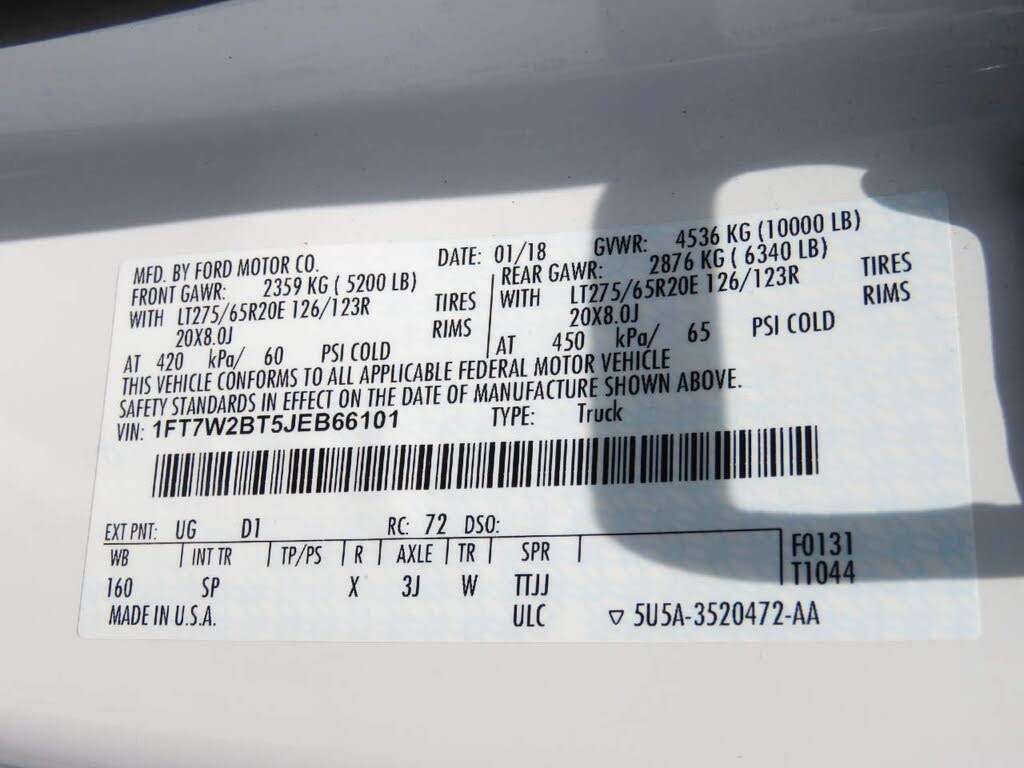 MFD. BY FORD MOTOR CO. DATE: 01/18 GVWR: 4536 KG (10000 LB)
FRONT GAWR: 2359 KG ( 5200 LB) REAR GAWR: 2876 KG ( 6340 LB)
WITH LT275/65R20E 126/123R TIRES WITH LT275/65R20E 126/123R TIRES
20X8.0J RIMS 20X8.0J RIMS
AT 420 kPa/ 60 PSI COLD AT 450 kPa/ 65 PSI COLD
THIS VEHICLE CONFORMS TO ALL APPLICABLE FEDERAL MOTOR VEHICLE
SAFETY STANDARDS IN EFFECT ON THE DATE OF MANUFACTURE SHOWN ABOVE.
VIN: 1FT7W2BT5JEB66101 TYPE: Truck
EXT PNT: UG D1 RC: 72 DSO:
WB INT TR TP/PS R AXLE TR SPR F0131
160 SP X 3J W TTJJ T1044
MADE IN U.S.A. ULC ▽ 5U5A-3520472-AA